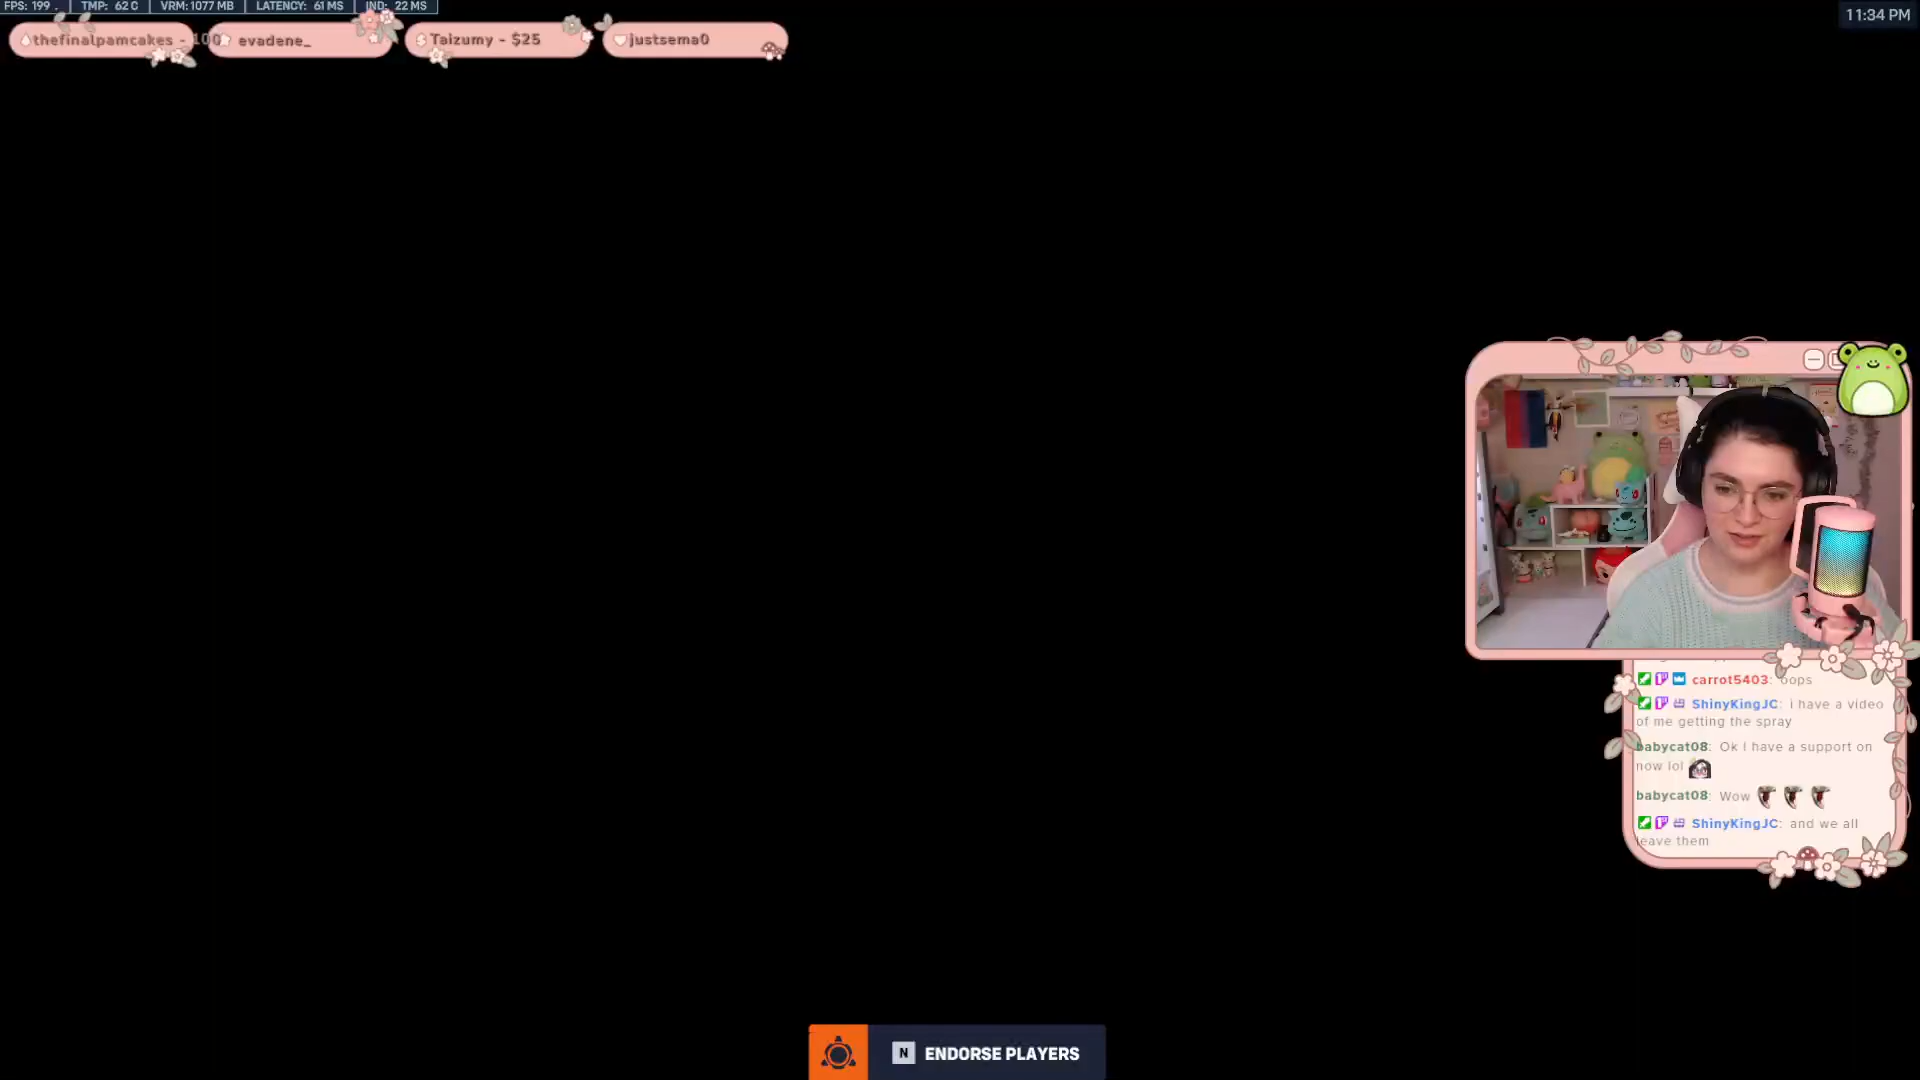 FPS: 199 TMP: 62 C VRM: 1077 MB LATENCY: 61 MS IND: 22 MS
11:34 PM
thefinalpamcakes - 100
evadene_
Taizumy - $25
justsema0
carrot5403: oops
ShinyKingJC: i have a video
of me getting the spray
babycat08: Ok I have a support on
now lol
babycat08: Wow
ShinyKingJC: and we all
leave them
N ENDORSE PLAYERS